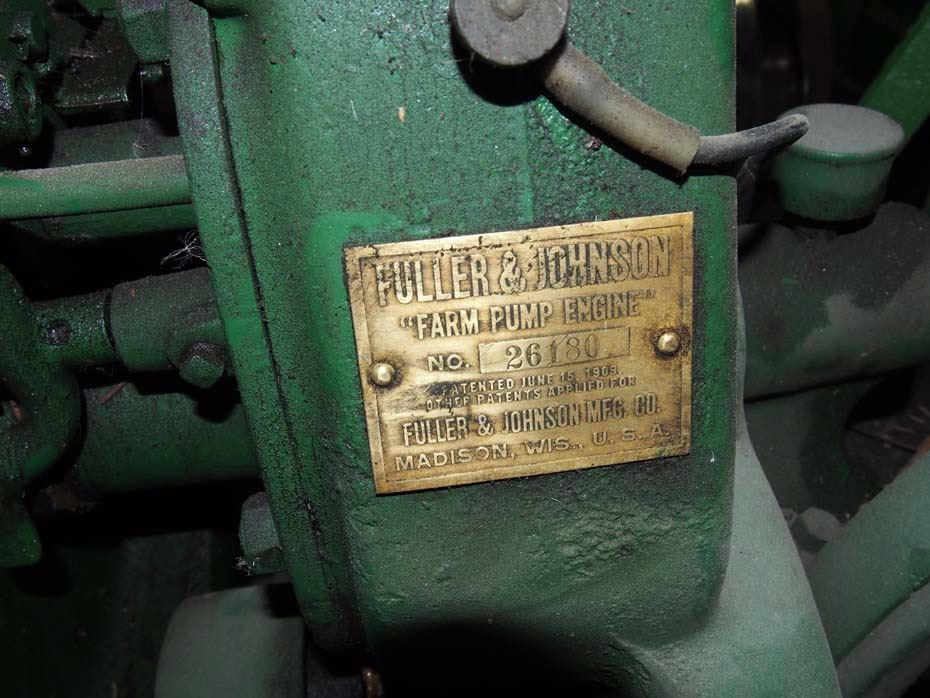 FULLER & JOHNSON
"FARM PUMP ENGINE"
NO. 26180
PATENTED JUNE 15, 1909.
OTHER PATENTS APPLIED FOR
FULLER & JOHNSON MFG. CO.
MADISON, WIS., U. S. A.